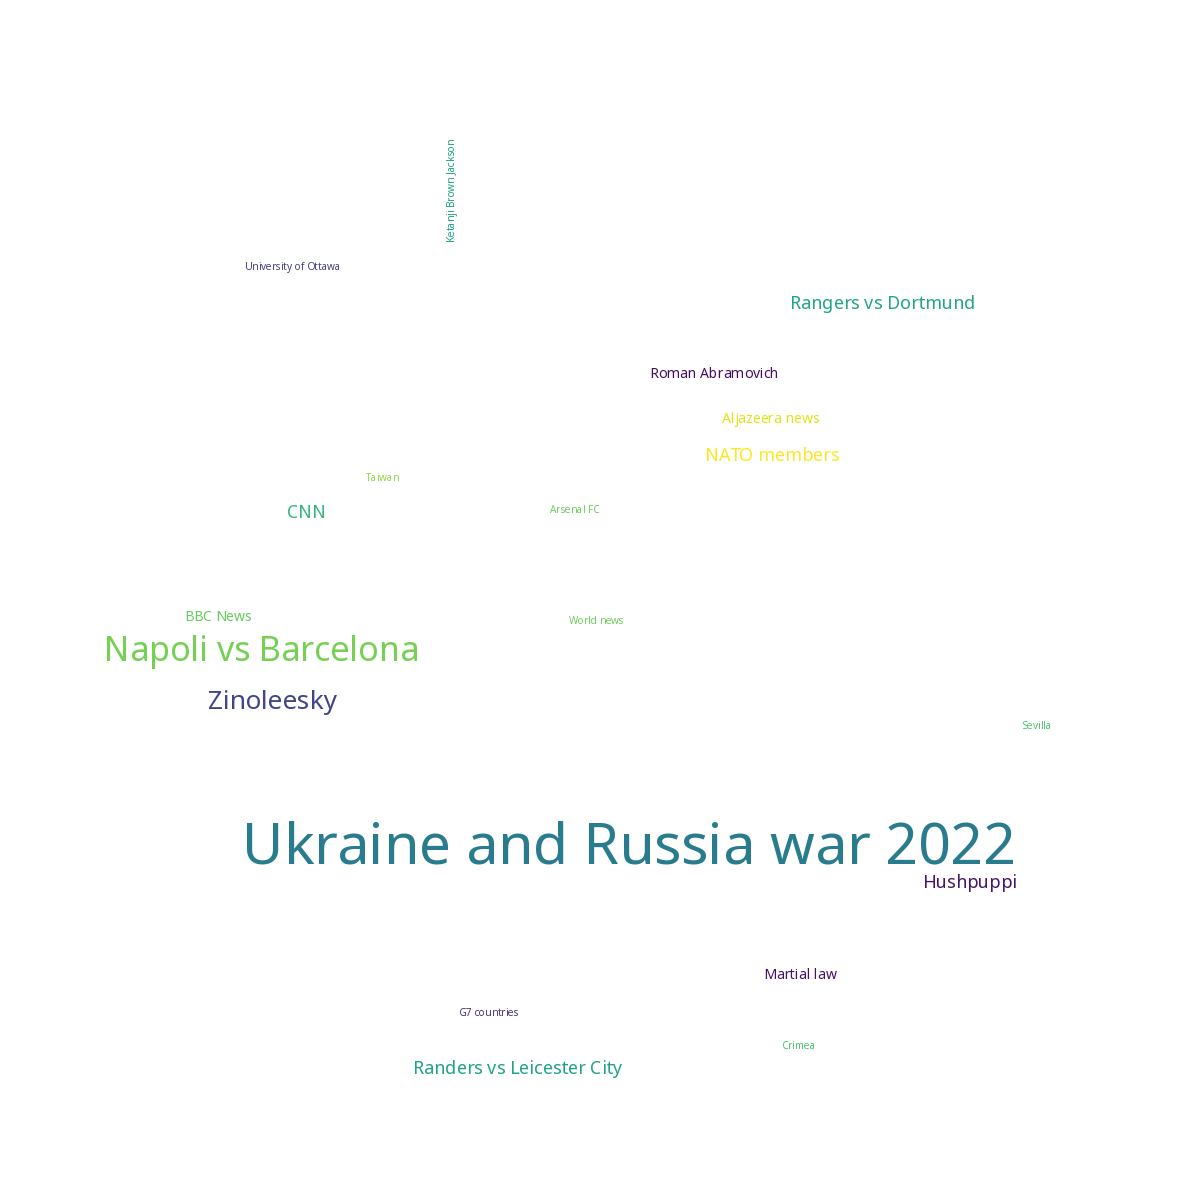 Ketanji Brown Jackson
University of Ottawa
Rangers vs Dortmund
Roman Abramovich
Aljazeera news
NATO members
Taiwan
CNN
Arsenal FC
BBC News
World news
Napoli vs Barcelona
Zinoleesky
Sevilla
Ukraine and Russia war 2022
Hushpuppi
Martial law
G7 countries
Crimea
Randers vs Leicester City